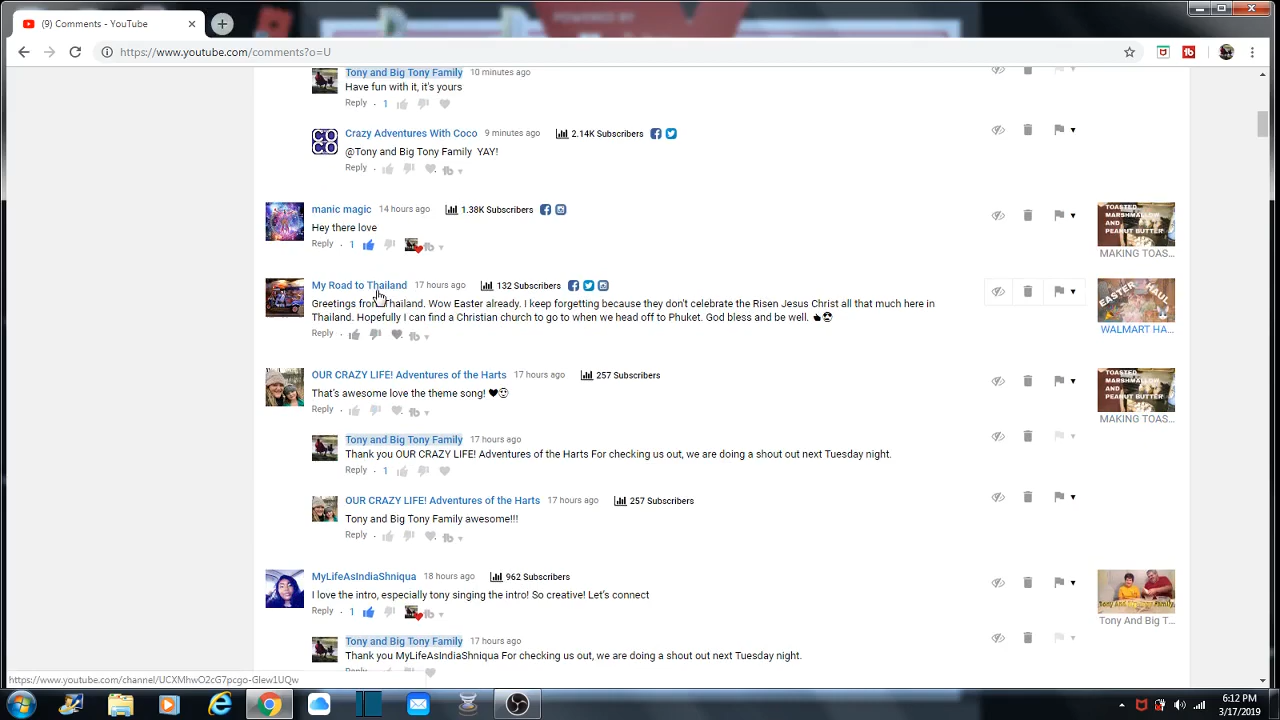 POWERED BY
(9) Comments - YouTube
https://www.youtube.com/comments?o=U
Tony and Big Tony Family 10 minutes ago
Have fun with it, it's yours
Reply . 1
Crazy Adventures With Coco 9 minutes ago 2.14K Subscribers
COCO
@Tony and Big Tony Family YAY!
Reply .
manic magic 14 hours ago 1.38K Subscribers
Hey there love
Reply . 1
TOASTED
MARSHMALLOW
AND
PEANUT BUTTER
MAKING TOAS...
My Road to Thailand 17 hours ago 132 Subscribers
Greetings from Thailand. Wow Easter already. I keep forgetting because they don't celebrate the Risen Jesus Christ all that much here in
Thailand. Hopefully I can find a Christian church to go to when we head off to Phuket. God bless and be well.
Reply .
EASTER HAUL
WALMART HA...
OUR CRAZY LIFE! Adventures of the Harts 17 hours ago 257 Subscribers
That's awesome love the theme song! ♥
Reply .
TOASTED
MARSHMALLOW
AND
PEANUT BUTTER
MAKING TOAS...
Tony and Big Tony Family 17 hours ago
Thank you OUR CRAZY LIFE! Adventures of the Harts For checking us out, we are doing a shout out next Tuesday night.
Reply . 1
OUR CRAZY LIFE! Adventures of the Harts 17 hours ago 257 Subscribers
Tony and Big Tony Family awesome!!!
Reply .
MyLifeAsIndiaShniqua 18 hours ago 962 Subscribers
I love the intro, especially tony singing the intro! So creative! Let's connect
Reply . 1
Tony and Big Tony Family
Tony And Big T...
Tony and Big Tony Family 17 hours ago
Thank you MyLifeAsIndiaShniqua For checking us out, we are doing a shout out next Tuesday night.
https://www.youtube.com/channel/UCXMhwO2cG7pcgo-Glew1UQw
6:12 PM
3/17/2019